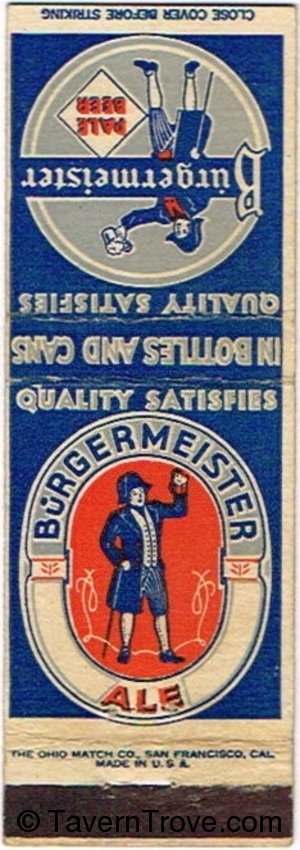 CLOSE COVER BEFORE STRIKING
PALE
BEER
Bürgermeister
QUALITY SATISFIES
IN BOTTLES AND CANS
QUALITY SATISFIES
BÜRGERMEISTER
ALE
THE OHIO MATCH CO., SAN FRANCISCO, CAL.
MADE IN U.S.A.
© TavernTrove.com